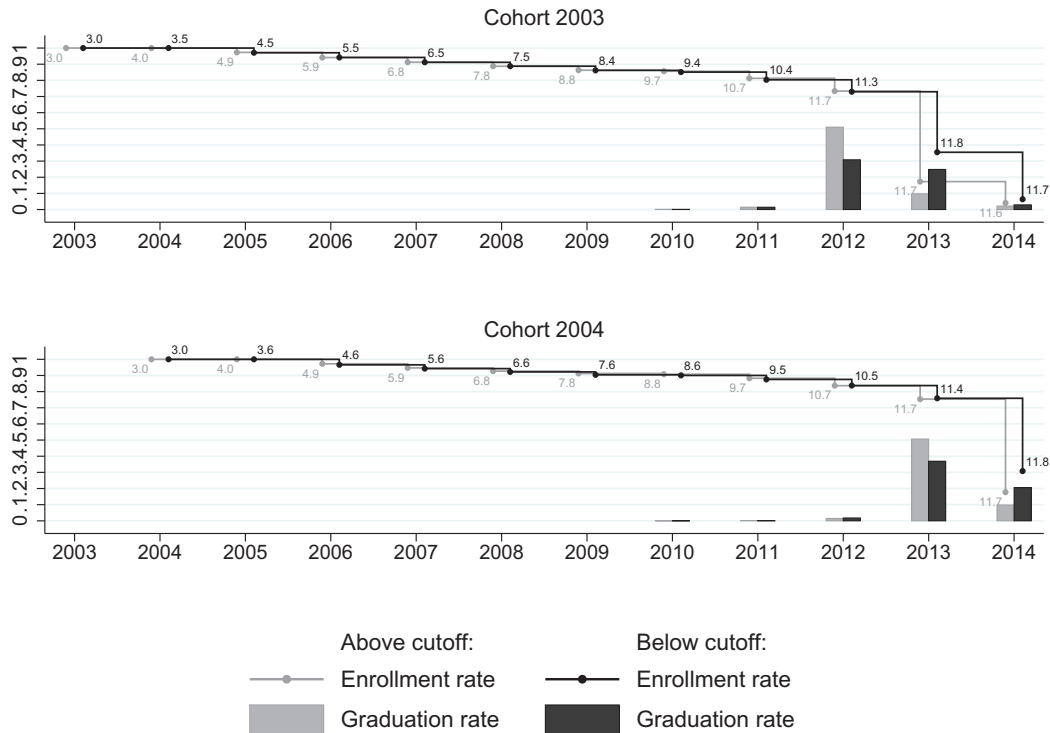 Cohort 2003
3.0 3.5 4.5 5.5 6.5 7.5 8.4 9.4 10.4 11.3 11.8 11.7
3.0 4.0 4.9 5.9 6.8 7.8 8.8 9.7 10.7 11.7 11.7 11.6
0.1.2.3.4.5.6.7.8.91
2003 2004 2005 2006 2007 2008 2009 2010 2011 2012 2013 2014
Cohort 2004
3.0 3.6 4.6 5.6 6.6 7.6 8.6 9.5 10.5 11.4 11.8
3.0 4.0 4.9 5.9 6.8 7.8 8.8 9.7 10.7 11.7 11.7
0.1.2.3.4.5.6.7.8.91
2003 2004 2005 2006 2007 2008 2009 2010 2011 2012 2013 2014
Above cutoff: Below cutoff:
Enrollment rate Enrollment rate
Graduation rate Graduation rate